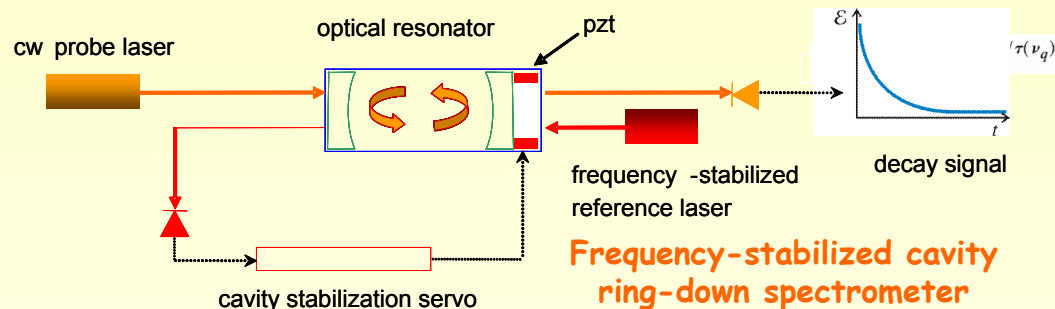 optical resonator
pzt
cw probe laser
ℰ
τ(ν_q)
t
decay signal
frequency -stabilized
reference laser
Frequency-stabilized cavity
ring-down spectrometer
cavity stabilization servo